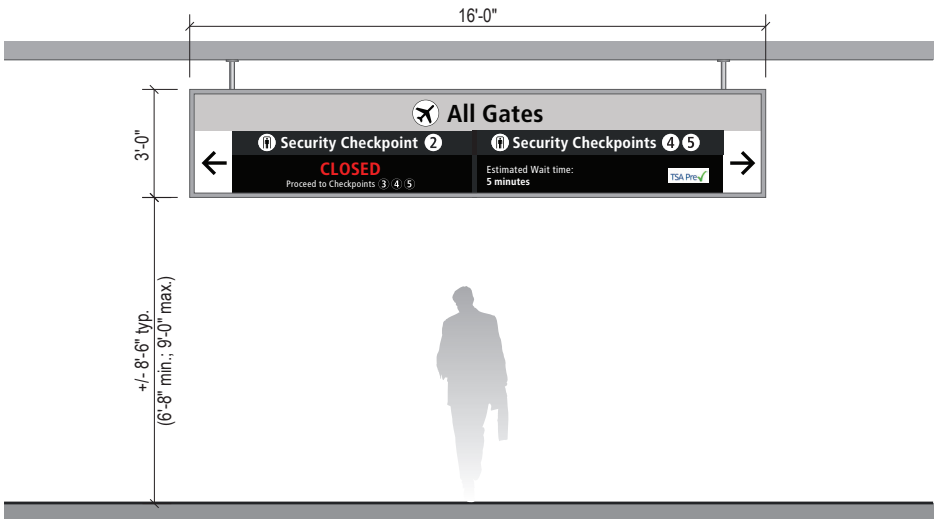 16'-0"
3'-0"
All Gates
Security Checkpoint 2
CLOSED
Proceed to Checkpoints 3 4 5
Security Checkpoints 4 5
Estimated Wait time:
5 minutes
TSA Pre✓
+/- 8'-6" typ.
(6'-8" min.; 9'-0" max.)